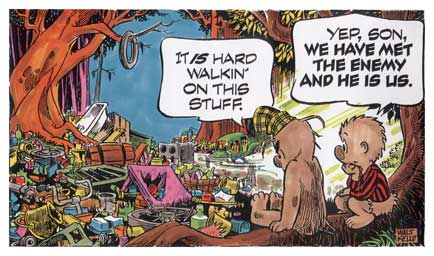 IT IS HARD
WALKIN'
ON THIS
STUFF.
YEP, SON,
WE HAVE MET
THE ENEMY
AND HE IS US.
WALT
KELLY